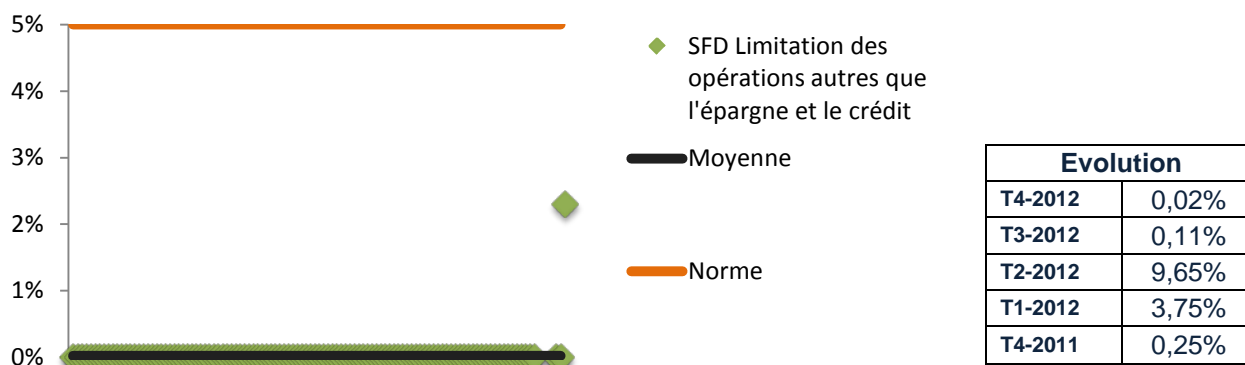 5%
4%
3%
2%
1%
0%
SFD Limitation des
opérations autres que
l'épargne et le crédit
Moyenne
Norme
Evolution
T4-2012 0,02%
T3-2012 0,11%
T2-2012 9,65%
T1-2012 3,75%
T4-2011 0,25%